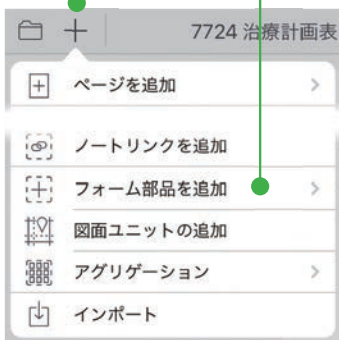 7724 治療計画表
ページを追加
ノートリンクを追加
フォーム部品を追加
図面ユニットの追加
アグリゲーション
インポート